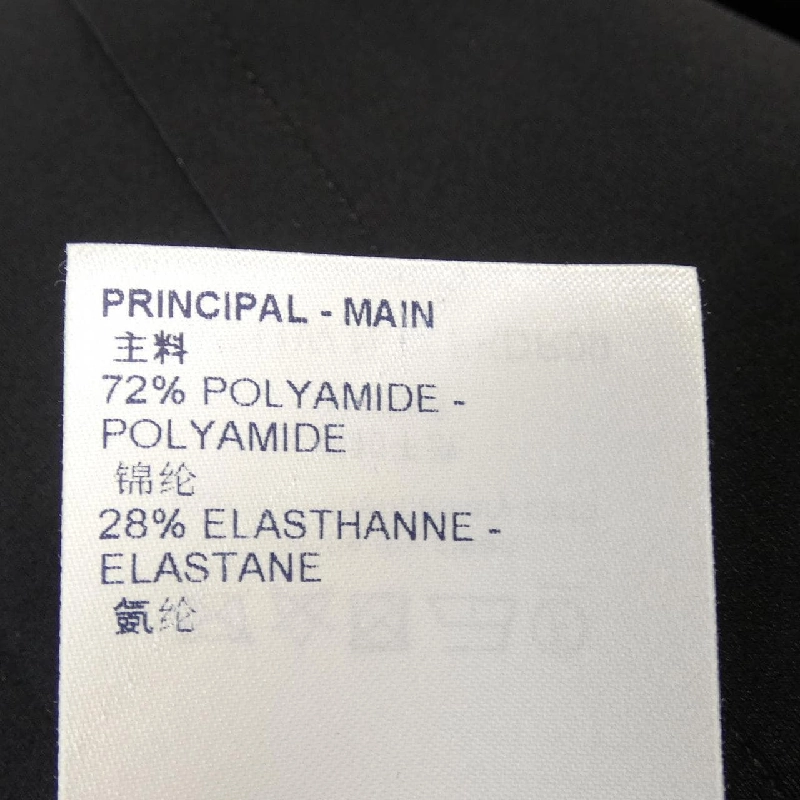 PRINCIPAL - MAIN
主料
72% POLYAMIDE -
POLYAMIDE
锦纶
28% ELASTHANNE -
ELASTANE
氨纶